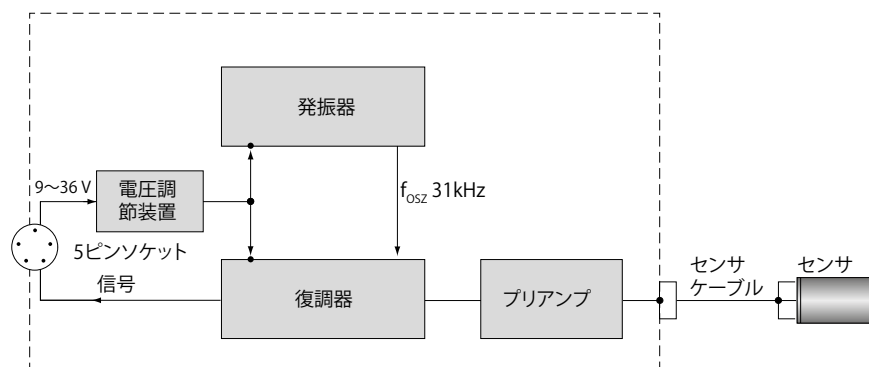 発振器
9~36 V
電圧調
節装置
f_OSZ 31kHz
5ピンソケット
信号
復調器
プリアンプ
センサ
ケーブル
センサ